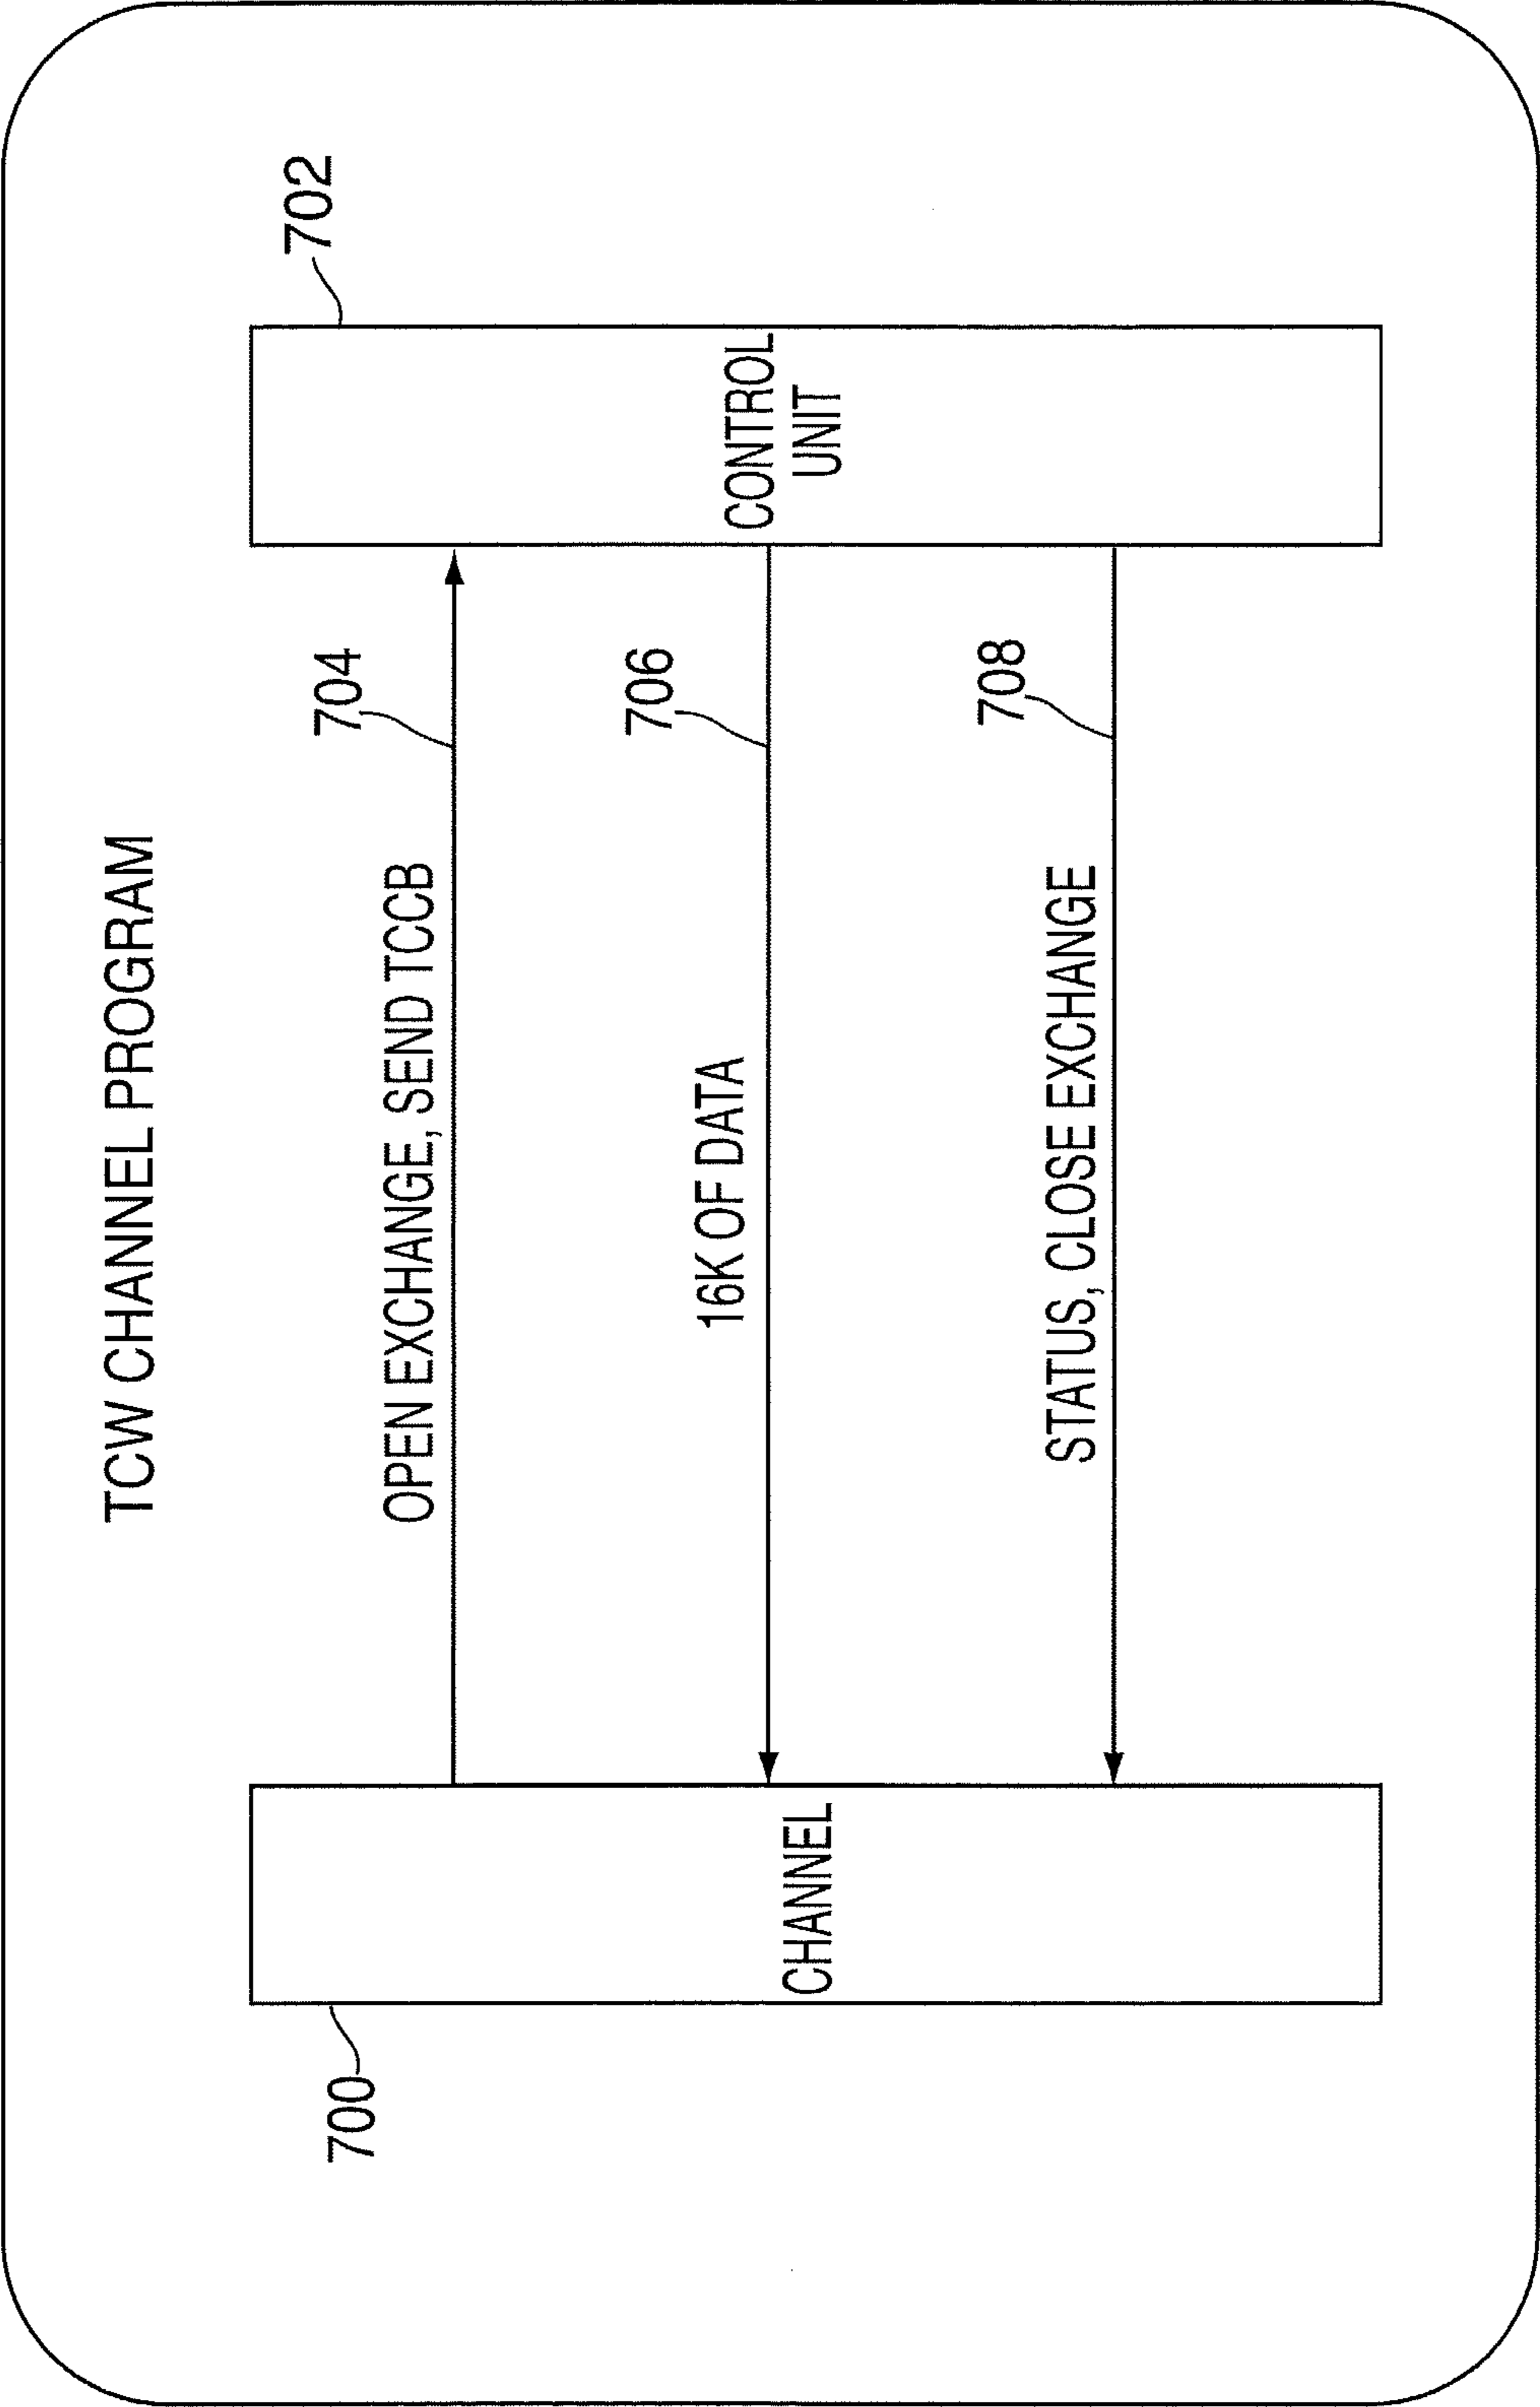 TCW CHANNEL PROGRAM
700
702
704
OPEN EXCHANGE, SEND TCCB
706
16K OF DATA
CHANNEL
CONTROL
UNIT
708
STATUS, CLOSE EXCHANGE